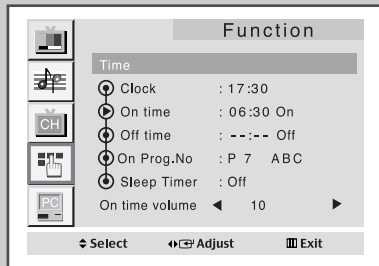 Function
Time
Clock : 17:30
On time : 06:30 On
Off time : --:-- Off
On Prog.No : P 7 ABC
Sleep Timer : Off
On time volume ◀ 10 ▶
CH
PC
Select Adjust Exit